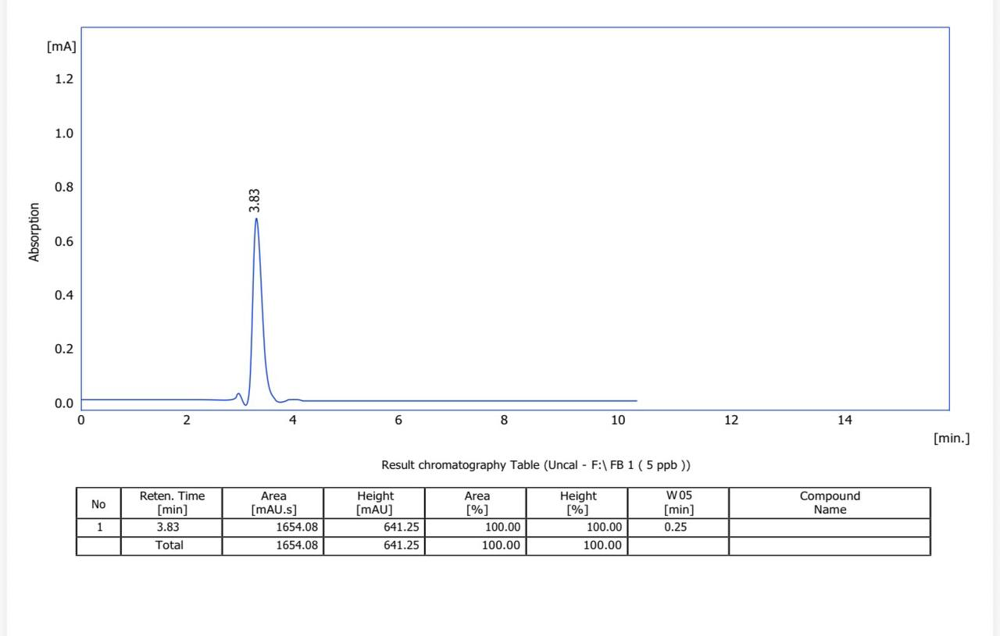 [mA]
1.2
1.0
0.8
0.6
0.4
0.2
0.0
Absorption
3.83
0 2 4 6 8 10 12 14
[min.]
Result chromatography Table (Uncal - F:\ FB 1 ( 5 ppb ))
No Reten. Time Area Height Area Height W05 Compound
[min] [mAU.s] [mAU] [%] [%] [min] Name
1 3.83 1654.08 641.25 100.00 100.00 0.25
Total 1654.08 641.25 100.00 100.00